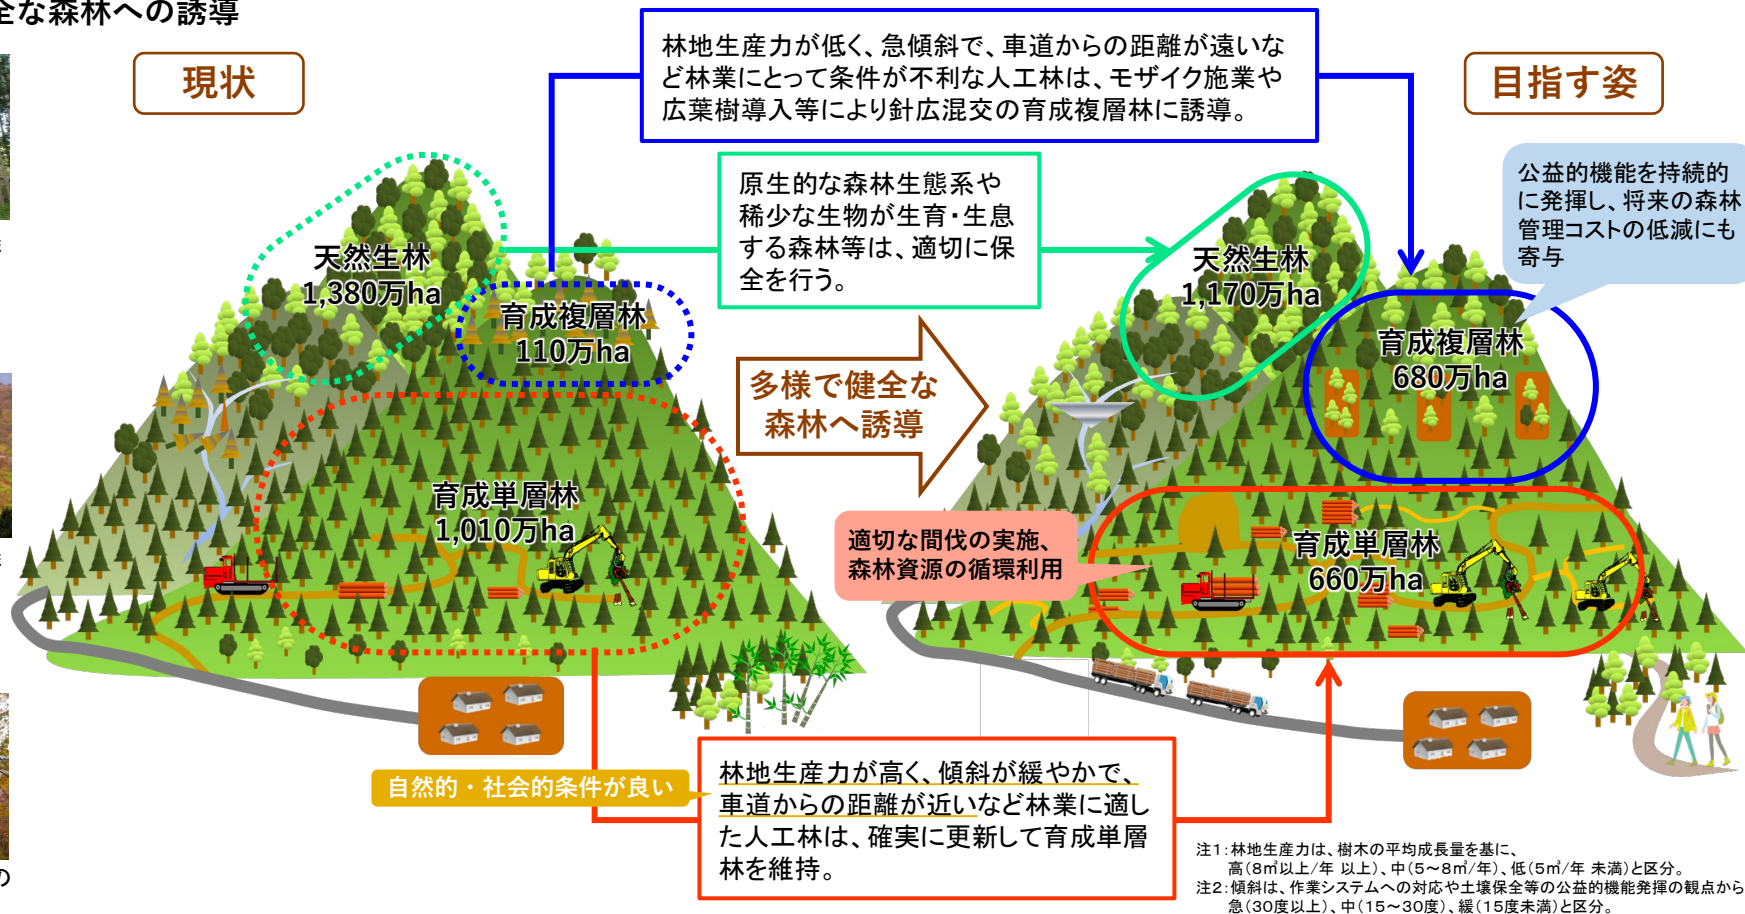 全な森林への誘導
現状
目指す姿
林地生産力が低く、急傾斜で、車道からの距離が遠いな
ど林業にとって条件が不利な人工林は、モザイク施業や
広葉樹導入等により針広混交の育成複層林に誘導。
原生的な森林生態系や
稀少な生物が生育・生息
する森林等は、適切に保
全を行う。
公益的機能を持続的
に発揮し、将来の森林
管理コストの低減にも
寄与
天然生林
1,380万ha
育成複層林
110万ha
育成単層林
1,010万ha
多様で健全な
森林へ誘導
天然生林
1,170万ha
育成複層林
680万ha
適切な間伐の実施、
森林資源の循環利用
育成単層林
660万ha
自然的・社会的条件が良い
林地生産力が高く、傾斜が緩やかで、
車道からの距離が近いなど林業に適し
た人工林は、確実に更新して育成単層
林を維持。
の
注1:林地生産力は、樹木の平均成長量を基に、
高(8㎥以上/年 以上)、中(5～8㎥/年)、低(5㎥/年 未満)と区分。
注2:傾斜は、作業システムへの対応や土壌保全等の公益的機能発揮の観点から
急(30度以上)、中(15～30度)、緩(15度未満)と区分。